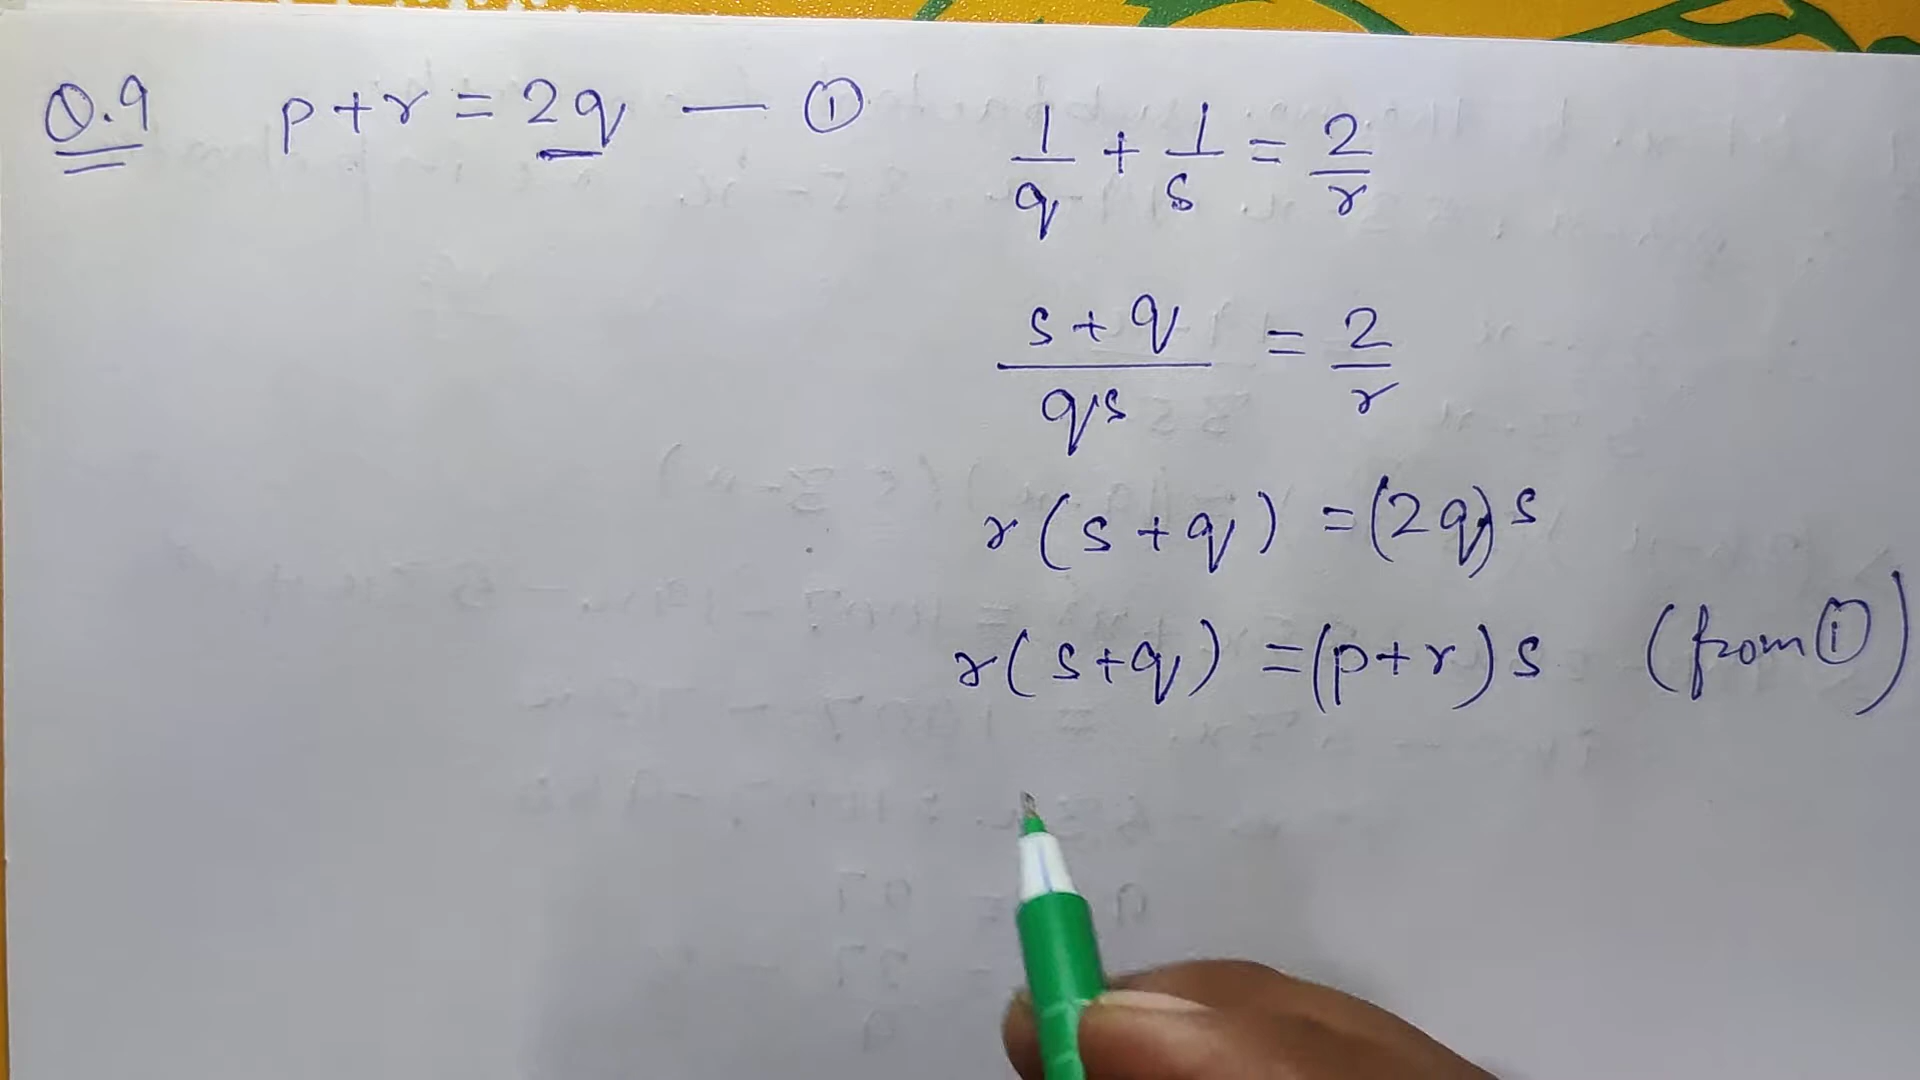 Q.9 p+r = 2q — ①
1/q + 1/s = 2/r
s+q/qs = 2/r
r(s+q) = (2q)s
r(s+q) = (p+r)s (from ①)